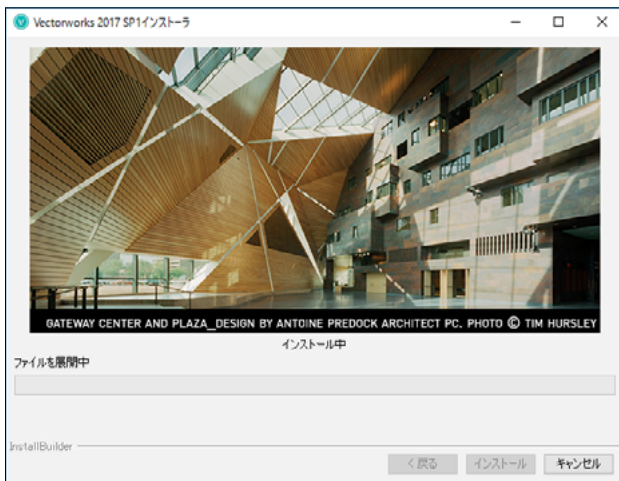 Vectorworks 2017 SP1インストーラ
GATEWAY CENTER AND PLAZA_DESIGN BY ANTOINE PREDOCK ARCHITECT PC. PHOTO © TIM HURSLEY
インストール中
ファイルを展開中
InstallBuilder
< 戻る インストール キャンセル